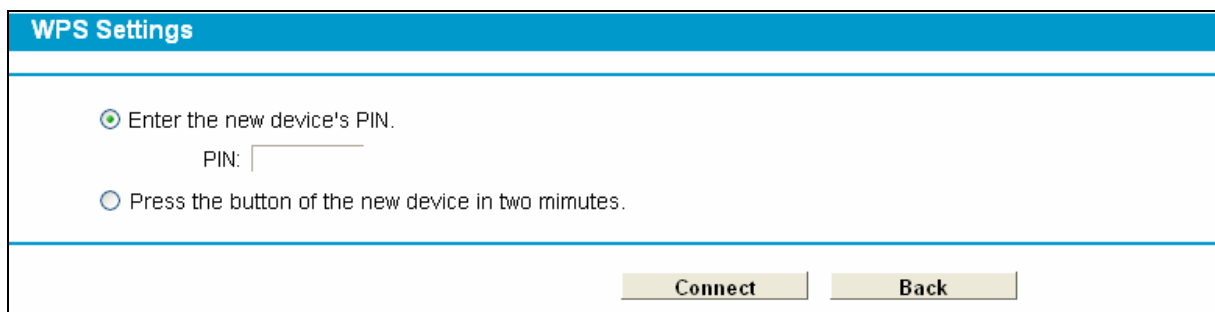 WPS Settings
Enter the new device's PIN.
PIN:
Press the button of the new device in two mimutes.
Connect Back